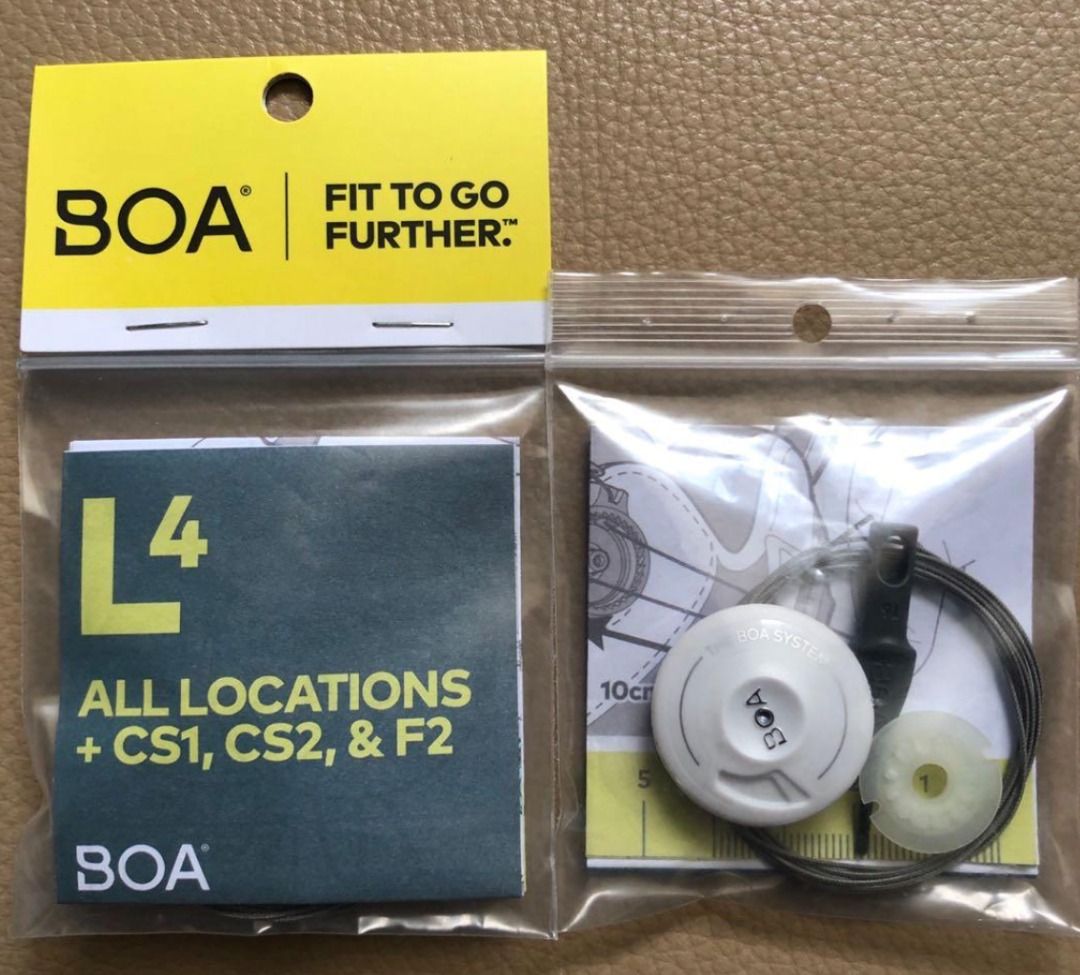 BOA®
FIT TO GO
FURTHER.™
L4
ALL LOCATIONS
+ CS1, CS2, & F2
BOA®
BOA SYSTEM
BOA
10cm
5
1